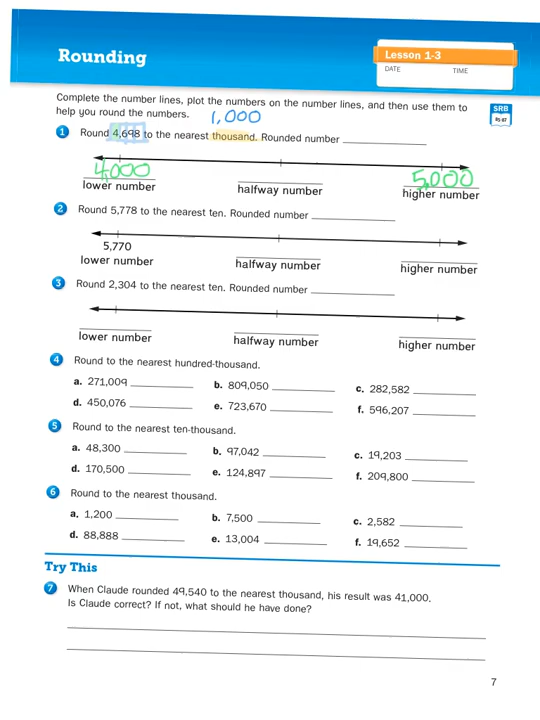 Rounding
Lesson 1-3
DATE TIME
Complete the number lines, plot the numbers on the number lines, and then use them to
help you round the numbers. 1,000
SRB
1 Round 4,698 to the nearest thousand. Rounded number
4,000 5,000
lower number halfway number higher number
2 Round 5,778 to the nearest ten. Rounded number
5,770
lower number halfway number higher number
3 Round 2,304 to the nearest ten. Rounded number
lower number halfway number higher number
4 Round to the nearest hundred-thousand.
a. 271,009 b. 809,050 c. 282,582
d. 450,076 e. 723,670 f. 596,207
5 Round to the nearest ten-thousand.
a. 48,300 b. 97,042 c. 19,203
d. 170,500 e. 124,897 f. 209,800
6 Round to the nearest thousand.
a. 1,200 b. 7,500 c. 2,582
d. 88,888 e. 13,004 f. 19,652
Try This
7 When Claude rounded 49,540 to the nearest thousand, his result was 41,000.
Is Claude correct? If not, what should he have done?
7